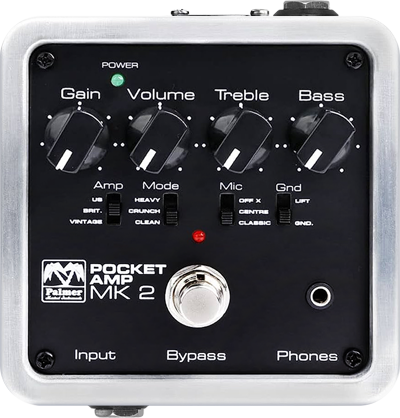 POWER
Gain Volume Treble Bass
Amp Mode Mic Gnd
US HEAVY OFF X LIFT
BRIT. CRUNCH CENTRE
VINTAGE CLEAN CLASSIC GND.
POCKET
AMP
MK 2
Palmer
Input Bypass Phones